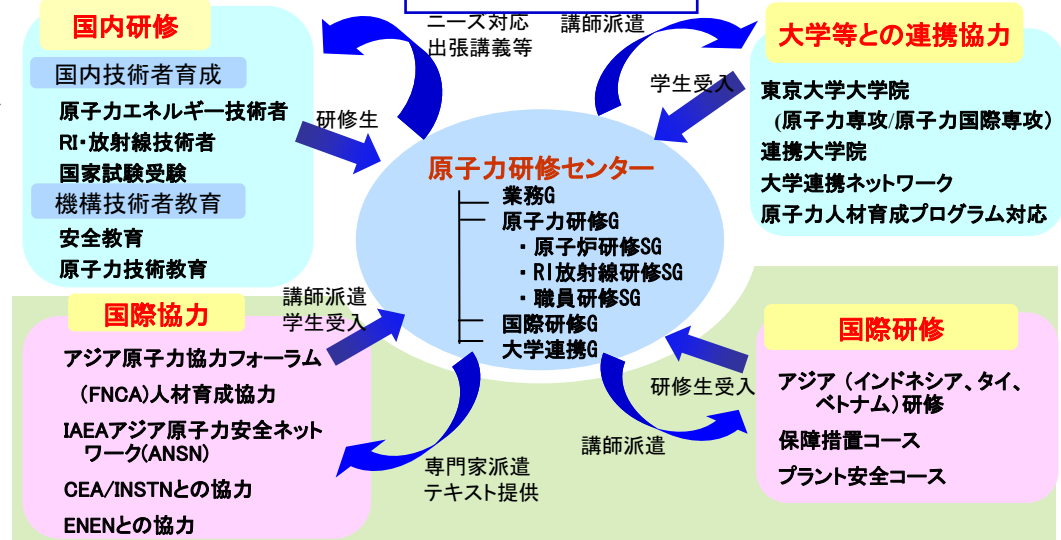 国内研修
国内技術者育成
原子力エネルギー技術者
RI・放射線技術者
国家試験受験
機構技術者教育
安全教育
原子力技術教育
ニーズ対応
出張講義等
研修生
講師派遣
学生受入
大学等との連携協力
東京大学大学院
(原子力専攻/原子力国際専攻)
連携大学院
大学連携ネットワーク
原子力人材育成プログラム対応
原子力研修センター
業務G
原子力研修G
・原子炉研修SG
・RI放射線研修SG
・職員研修SG
国際研修G
大学連携G
国際協力
アジア原子力協力フォーラム
(FNCA)人材育成協力
IAEAアジア原子力安全ネット
ワーク(ANSN)
CEA/INSTNとの協力
ENENとの協力
講師派遣
学生受入
専門家派遣
テキスト提供
研修生受入
講師派遣
国際研修
アジア (インドネシア、タイ、
ベトナム)研修
保障措置コース
プラント安全コース